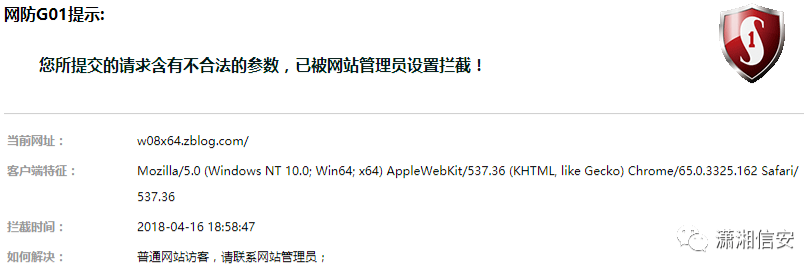 网防G01提示:
您所提交的请求含有不合法的参数，已被网站管理员设置拦截！
当前网址： w08x64.zblog.com/
客户端特征： Mozilla/5.0 (Windows NT 10.0; Win64; x64) AppleWebKit/537.36 (KHTML, like Gecko) Chrome/65.0.3325.162 Safari/
537.36
拦截时间： 2018-04-16 18:58:47
如何解决： 普通网站访客，请联系网站管理员；
潇湘信安